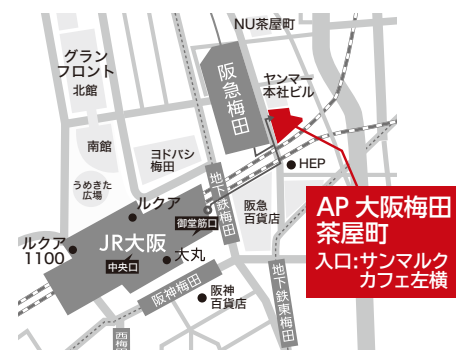 NU茶屋町
グラン
フロント
北館
阪急梅田
ヤンマー
本社ビル
南館
ヨドバシ
梅田
HEP
うめきた
広場
地下鉄梅田
阪急
百貨店
AP 大阪梅田
茶屋町
入口:サンマルク
カフェ左横
ルクア
御堂筋口
ルクア
1100
JR大阪
大丸
中央口
阪神梅田
阪神
百貨店
地下鉄東梅田
西梅